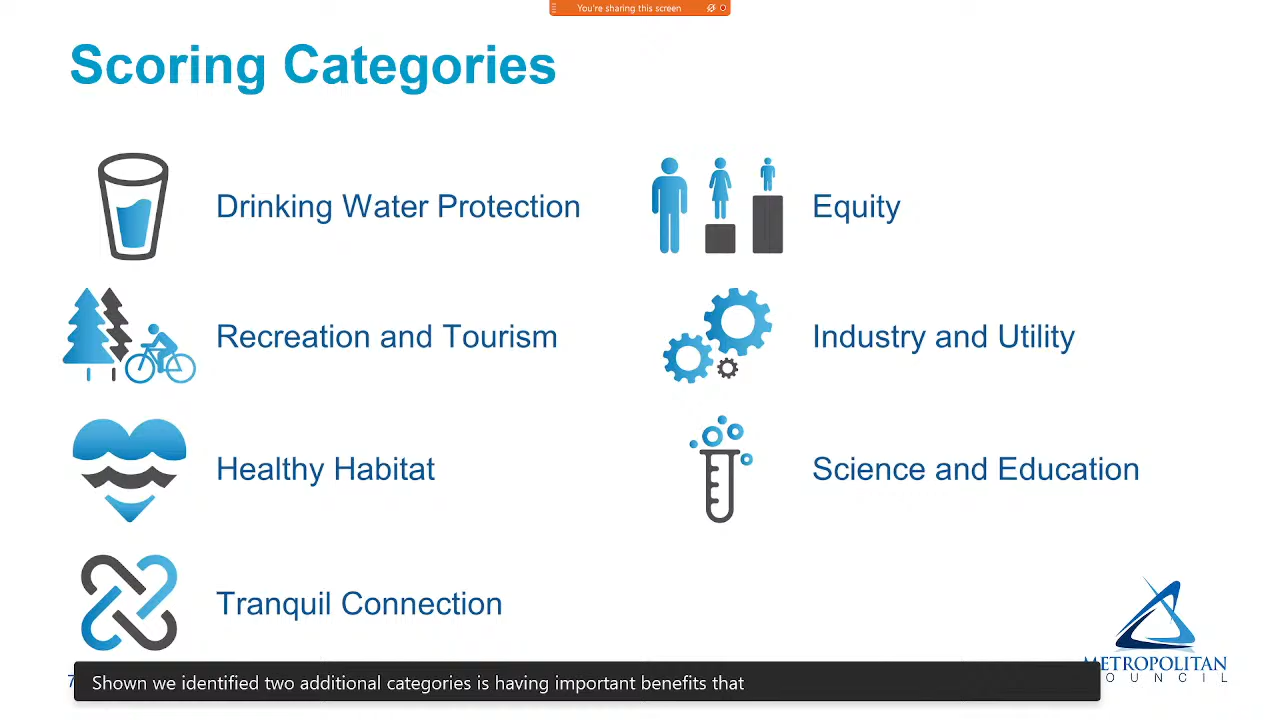 You're sharing this screen
Scoring Categories
Drinking Water Protection
Equity
Recreation and Tourism
Industry and Utility
Healthy Habitat
Science and Education
Tranquil Connection
METROPOLITAN
COUNCIL
7
Shown we identified two additional categories is having important benefits that